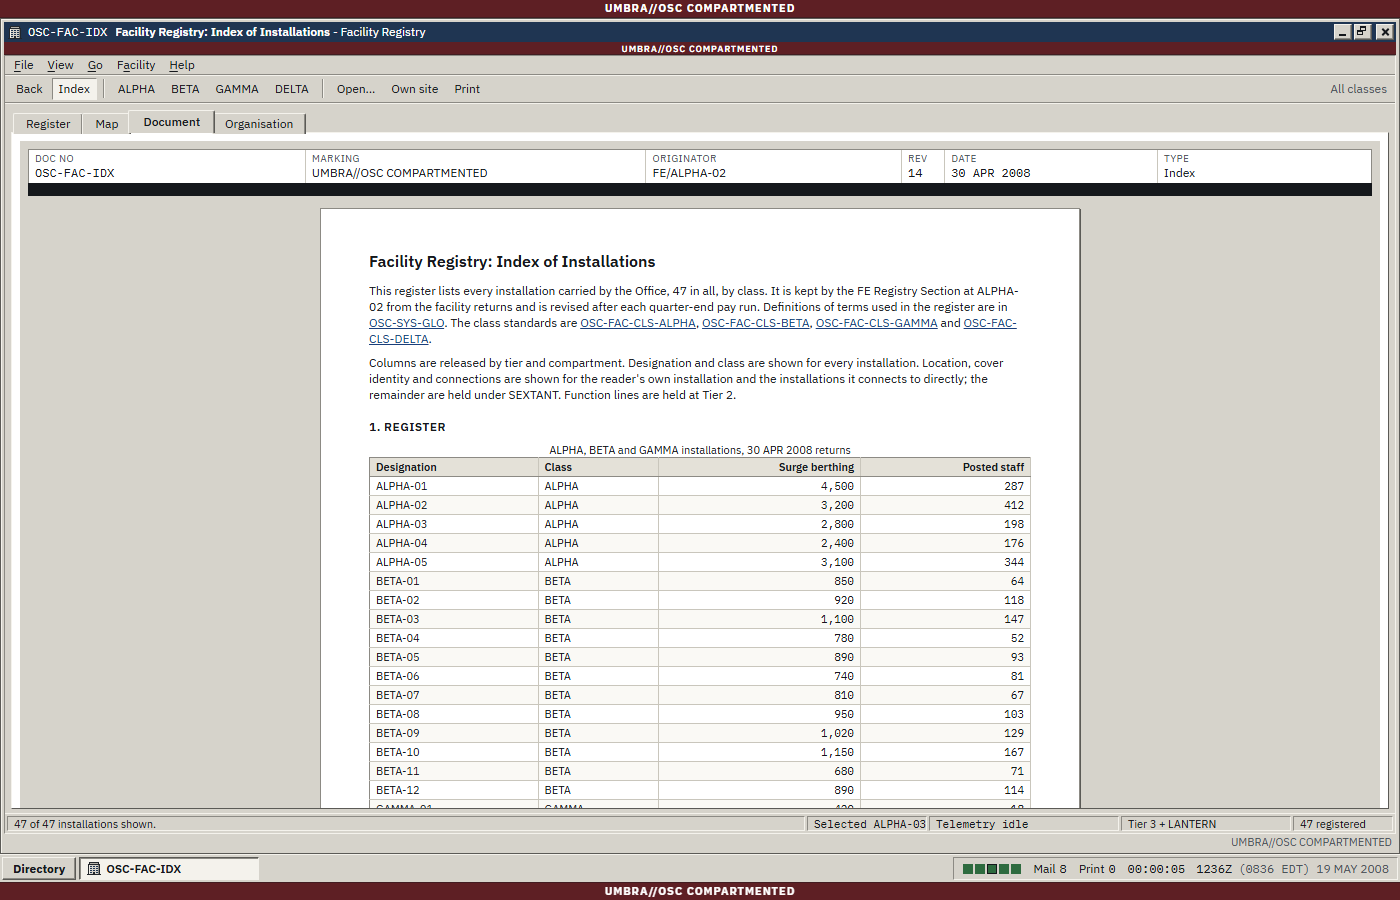 UMBRA//OSC COMPARTMENTED
OSC-FAC-IDX Facility Registry: Index of Installations - Facility Registry
UMBRA//OSC COMPARTMENTED
File View Go Facility Help
Back Index ALPHA BETA GAMMA DELTA Open... Own site Print All classes
Register Map Document Organisation
DOC NO MARKING ORIGINATOR REV DATE TYPE
OSC-FAC-IDX UMBRA//OSC COMPARTMENTED FE/ALPHA-02 14 30 APR 2008 Index
Facility Registry: Index of Installations
This register lists every installation carried by the Office, 47 in all, by class. It is kept by the FE Registry Section at ALPHA-
02 from the facility returns and is revised after each quarter-end pay run. Definitions of terms used in the register are in
OSC-SYS-GLO. The class standards are OSC-FAC-CLS-ALPHA, OSC-FAC-CLS-BETA, OSC-FAC-CLS-GAMMA and OSC-FAC-
CLS-DELTA.
Columns are released by tier and compartment. Designation and class are shown for every installation. Location, cover
identity and connections are shown for the reader's own installation and the installations it connects to directly; the
remainder are held under SEXTANT. Function lines are held at Tier 2.
1. REGISTER
ALPHA, BETA and GAMMA installations, 30 APR 2008 returns
Designation Class Surge berthing Posted staff
ALPHA-01 ALPHA 4,500 287
ALPHA-02 ALPHA 3,200 412
ALPHA-03 ALPHA 2,800 198
ALPHA-04 ALPHA 2,400 176
ALPHA-05 ALPHA 3,100 344
BETA-01 BETA 850 64
BETA-02 BETA 920 118
BETA-03 BETA 1,100 147
BETA-04 BETA 780 52
BETA-05 BETA 890 93
BETA-06 BETA 740 81
BETA-07 BETA 810 67
BETA-08 BETA 950 103
BETA-09 BETA 1,020 129
BETA-10 BETA 1,150 167
BETA-11 BETA 680 71
BETA-12 BETA 890 114
47 of 47 installations shown. Selected ALPHA-03 Telemetry idle Tier 3 + LANTERN 47 registered
UMBRA//OSC COMPARTMENTED
Directory OSC-FAC-IDX Mail 8 Print 0 00:00:05 1236Z (0836 EDT) 19 MAY 2008
UMBRA//OSC COMPARTMENTED